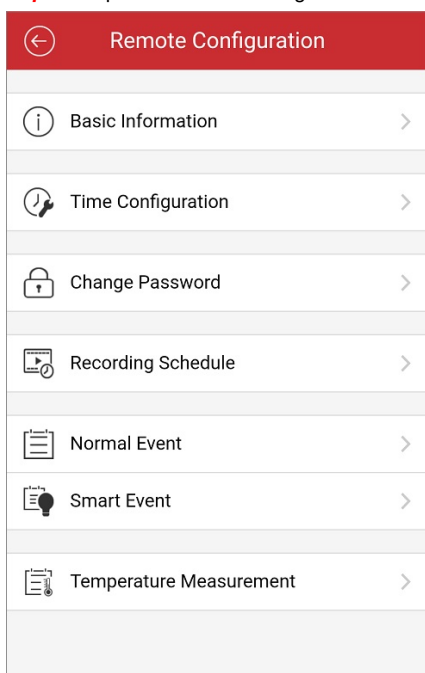 Remote Configuration
Basic Information
Time Configuration
Change Password
Recording Schedule
Normal Event
Smart Event
Temperature Measurement